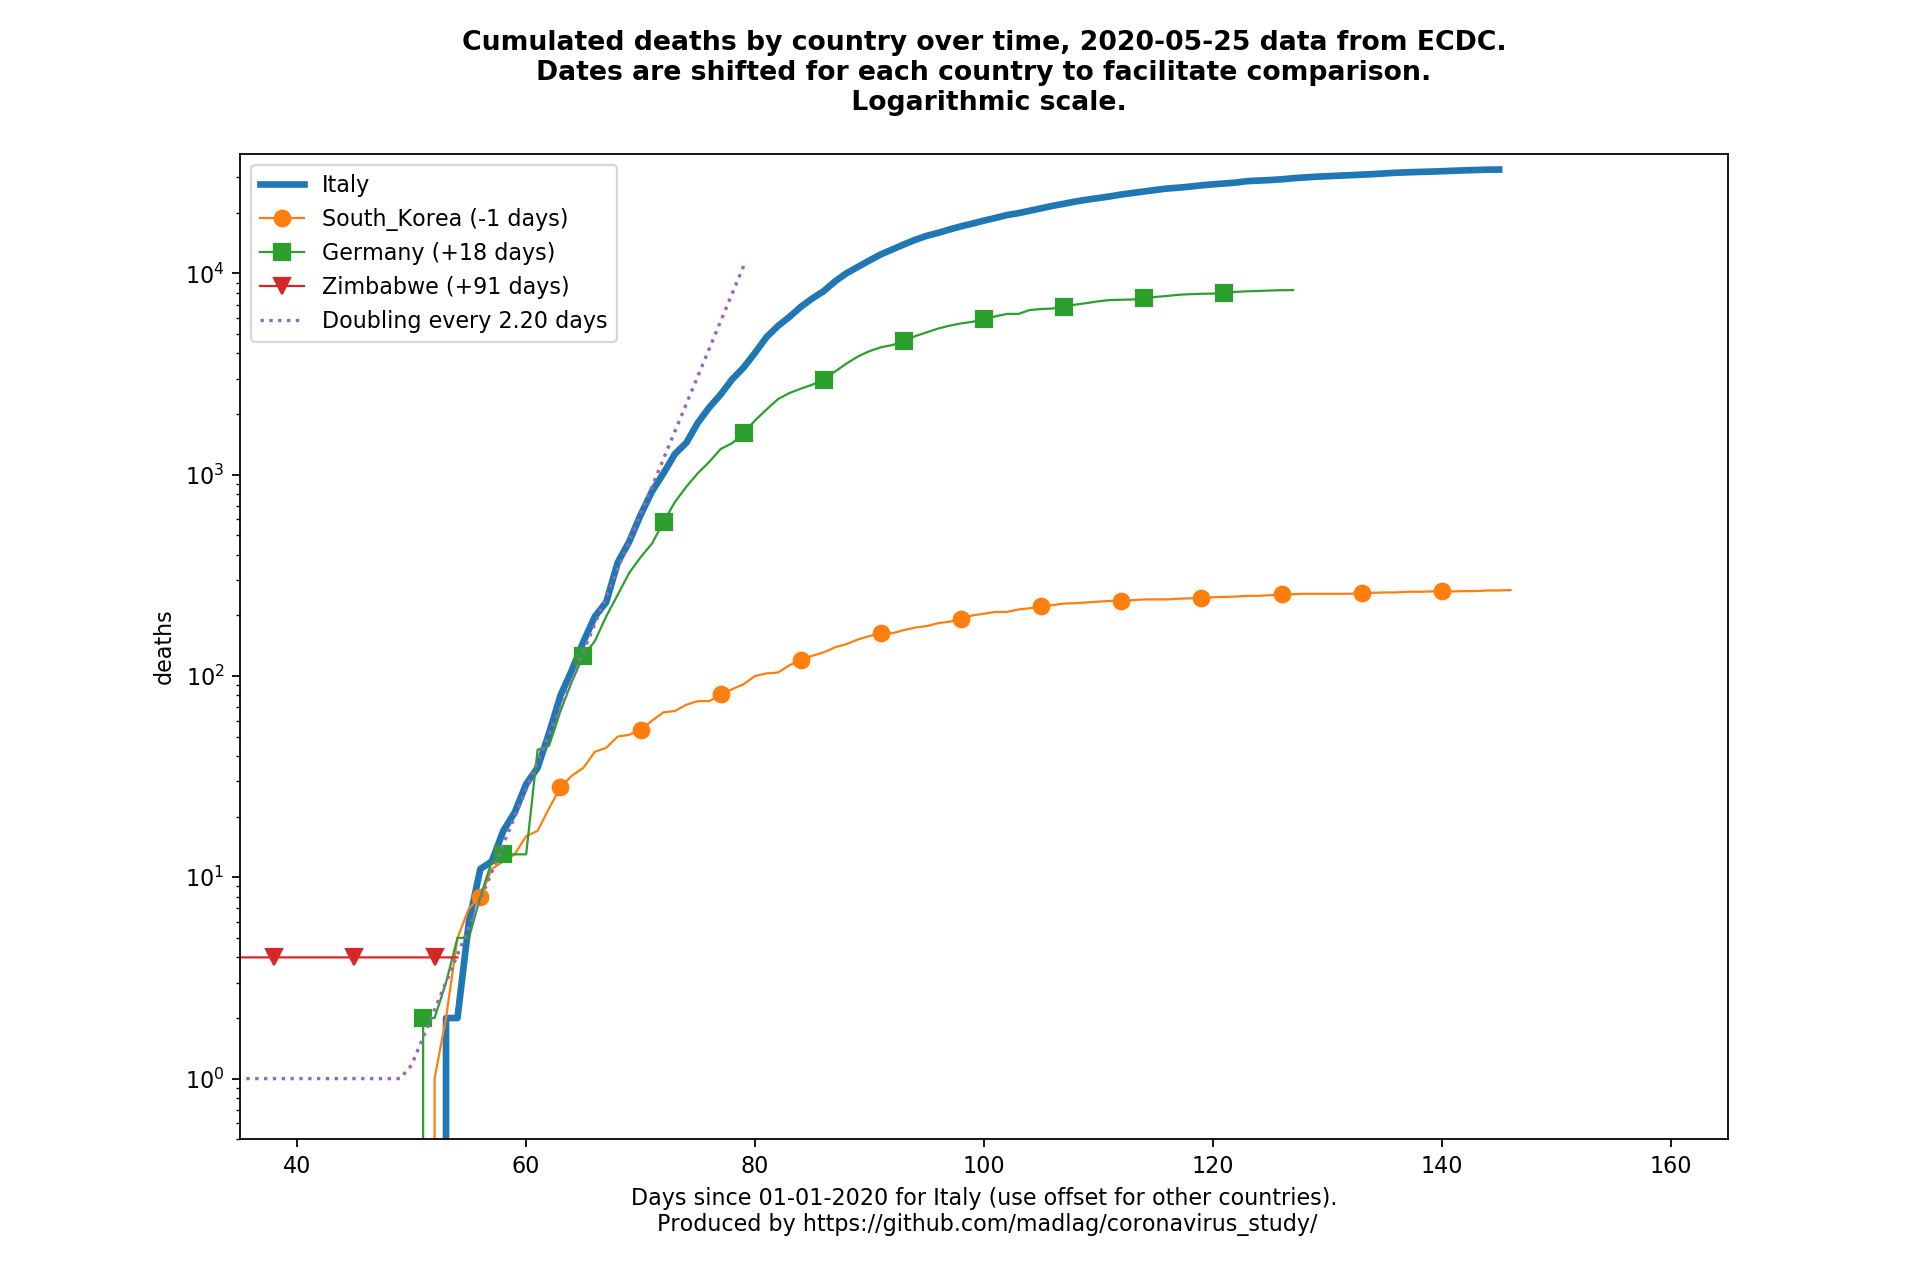 Cumulated deaths by country over time, 2020-05-25 data from ECDC.
Dates are shifted for each country to facilitate comparison.
Logarithmic scale.
Italy
South_Korea (-1 days)
Germany (+18 days)
Zimbabwe (+91 days)
Doubling every 2.20 days
deaths
10⁴
10³
10²
10¹
10⁰
40 60 80 100 120 140 160
Days since 01-01-2020 for Italy (use offset for other countries).
Produced by https://github.com/madlag/coronavirus_study/